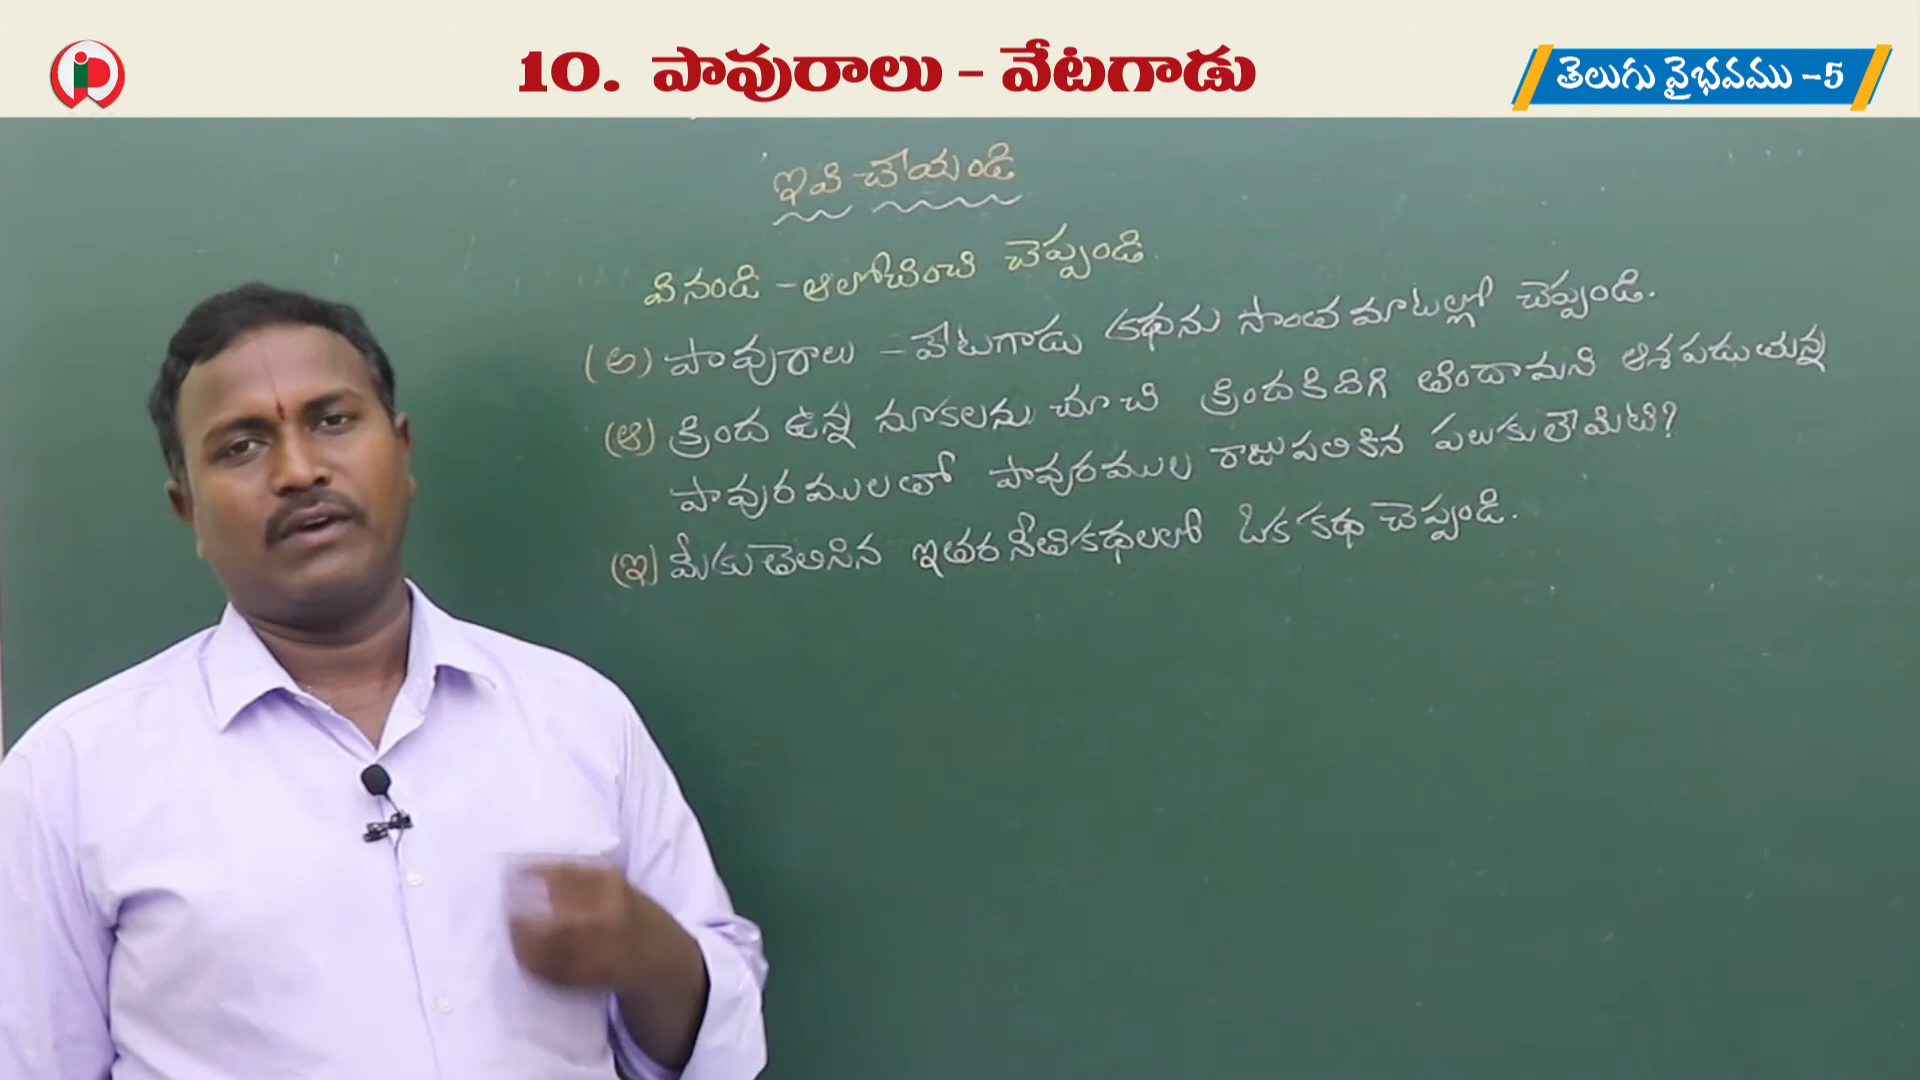 10. పావురాలు - వేటగాడు
తెలుగు వైభవము -5
ఇవి చేయండి
వినండి - ఆలోచించి చెప్పండి
(అ) పావురాలు - వేటగాడు కథను సొంత మాటల్లో చెప్పండి.
(ఆ) క్రింద ఉన్న నూకలను చూచి క్రిందకి దిగి తిందామని ఆశపడుతున్న
పావురములతో పావురముల రాజు పలికిన పలుకులేమిటి?
(ఇ) మీకు తెలిసిన ఇతర నీతికథలలో ఒక కథ చెప్పండి.